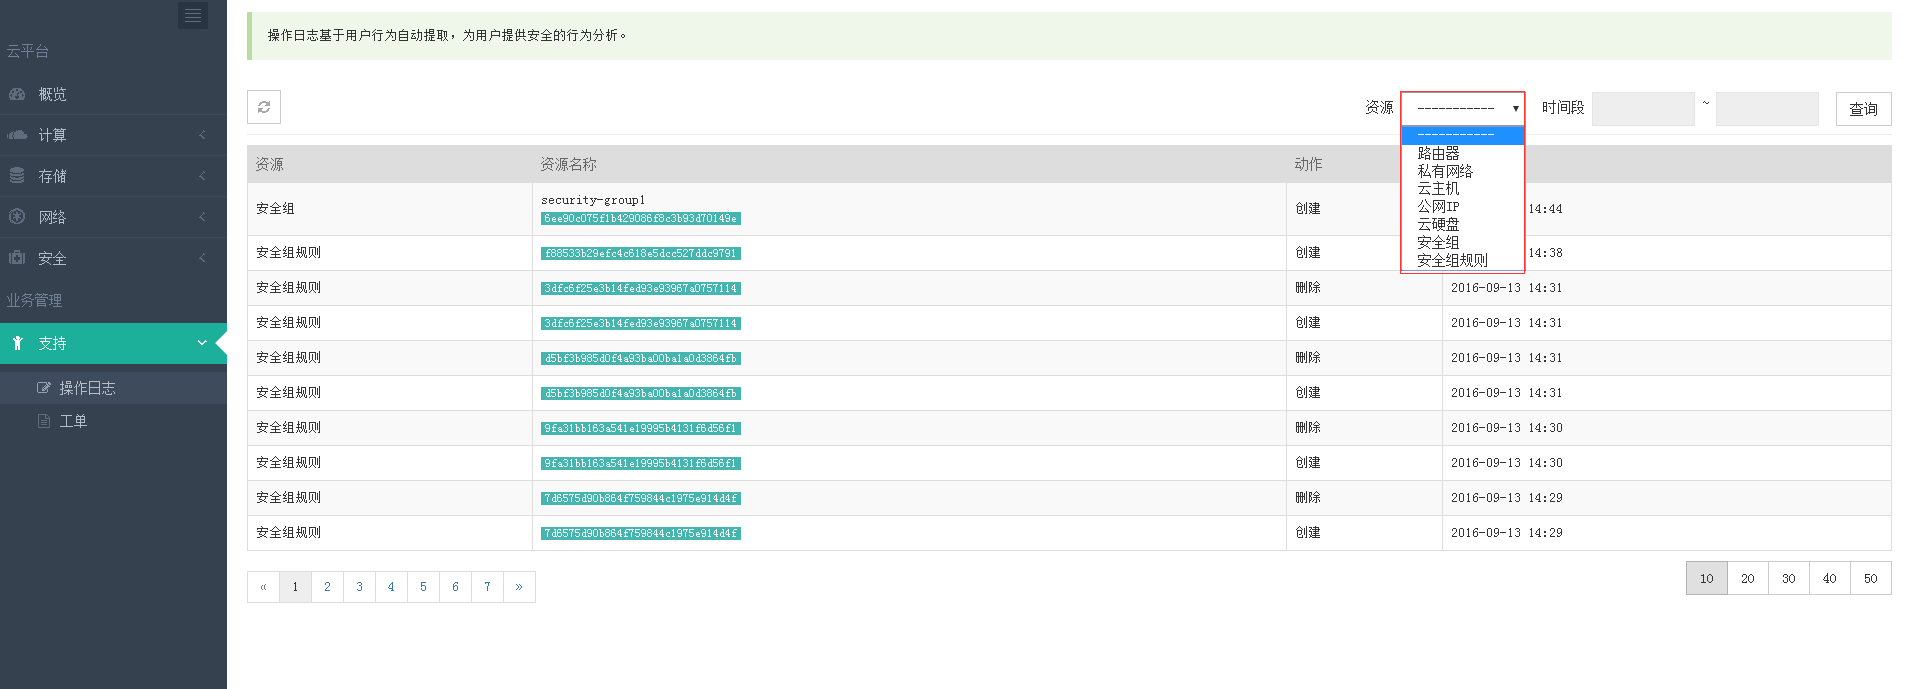 云平台
概览
计算
存储
网络
安全
业务管理
支持
操作日志
工单
操作日志基于用户行为自动提取，为用户提供安全的行为分析。
资源 ----------- 时间段 ~ 查询
-----------
路由器
私有网络
云主机
公网IP
云硬盘
安全组
安全组规则
资源 资源名称 动作
安全组 security-group1 创建 14:44
6ee90c075f1b429086f8c3b93d70149e
安全组规则 f88533b29efc4c618e5dcc527ddc9791 创建 14:38
安全组规则 3dfc6f25e3b14fed93e93967a0757114 删除 2016-09-13 14:31
安全组规则 3dfc6f25e3b14fed93e93967a0757114 创建 2016-09-13 14:31
安全组规则 d5bf3b985d0f4a93ba00ba1a0d3864fb 删除 2016-09-13 14:31
安全组规则 d5bf3b985d0f4a93ba00ba1a0d3864fb 创建 2016-09-13 14:31
安全组规则 9fa31bb163a541e19995b4131f6d56f1 删除 2016-09-13 14:30
安全组规则 9fa31bb163a541e19995b4131f6d56f1 创建 2016-09-13 14:30
安全组规则 7d6575d90b864f759844c1975e914d4f 删除 2016-09-13 14:29
安全组规则 7d6575d90b864f759844c1975e914d4f 创建 2016-09-13 14:29
« 1 2 3 4 5 6 7 »
10 20 30 40 50